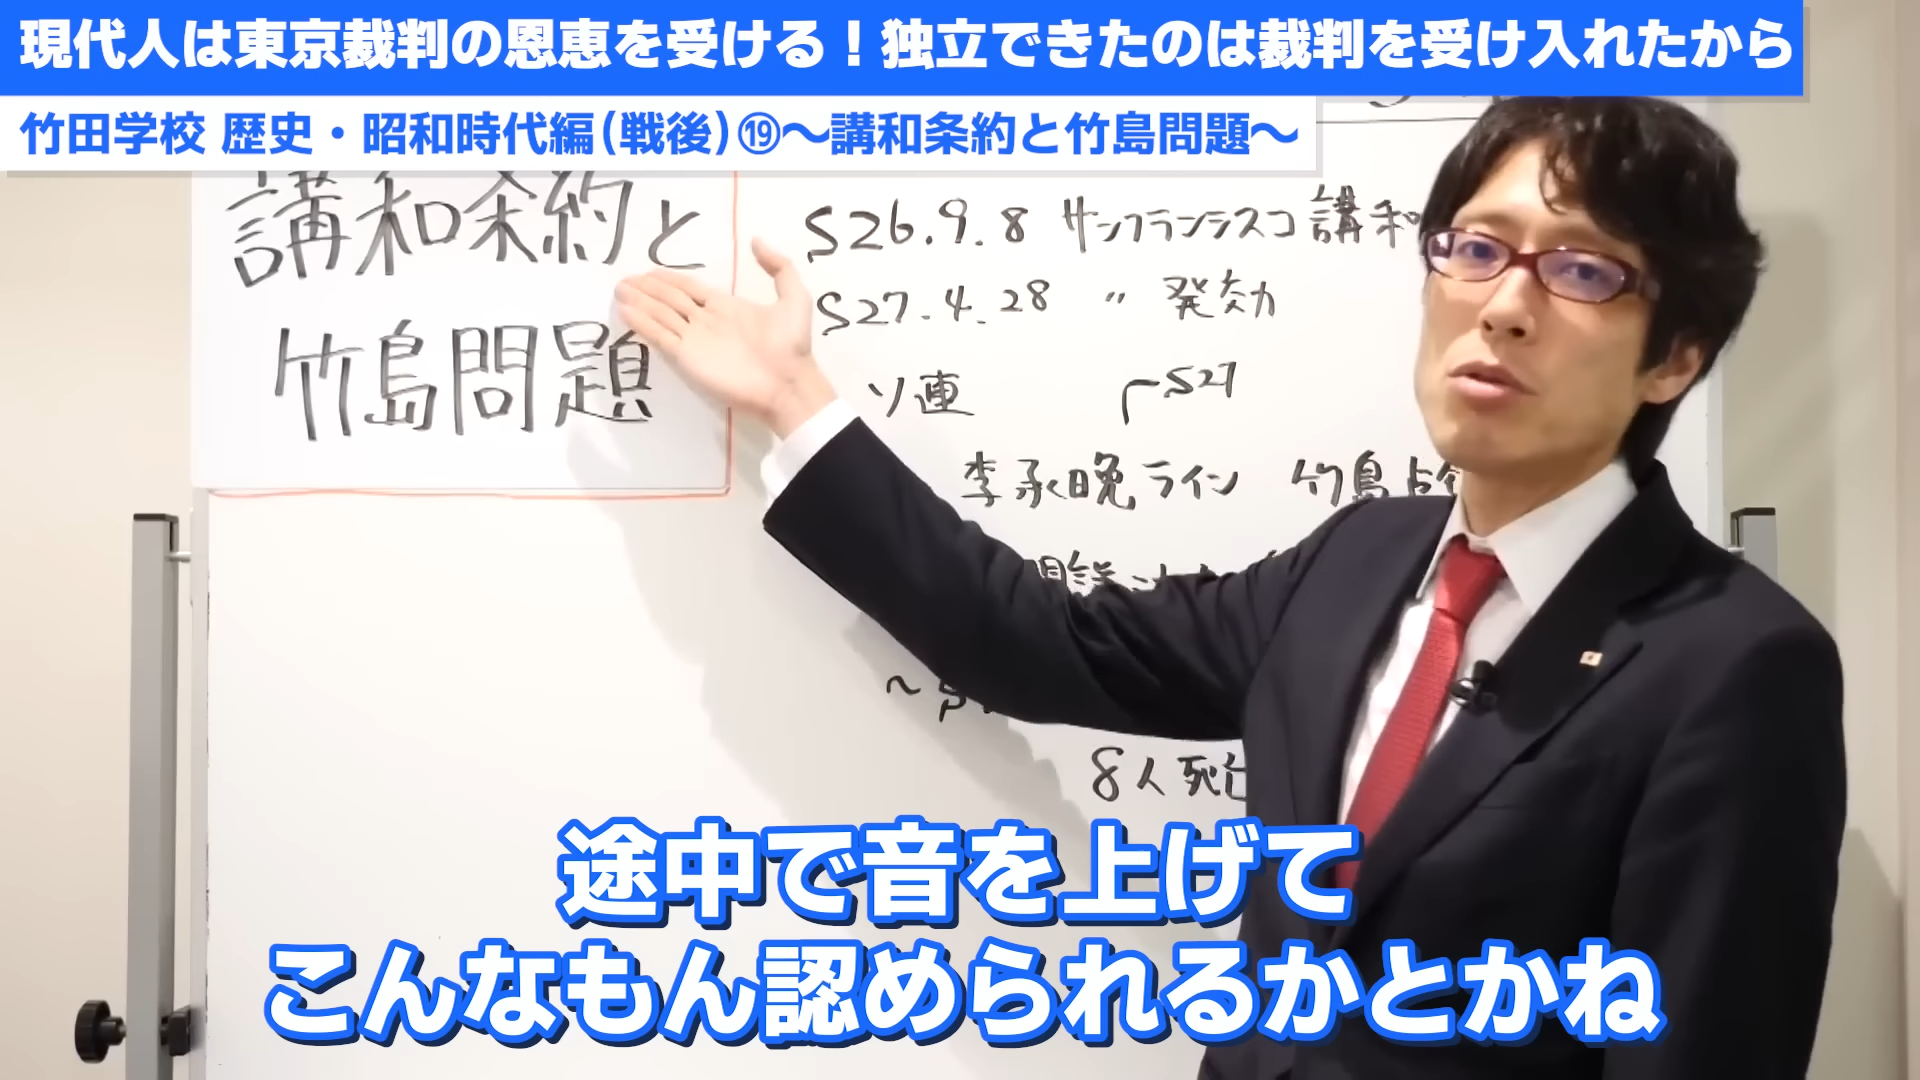 現代人は東京裁判の恩恵を受ける！独立できたのは裁判を受け入れたから
竹田学校 歴史・昭和時代編(戦後)⑲〜講和条約と竹島問題〜
講和条約と
竹島問題
S26.9.8 サンフランシスコ講和
S27.4.28 〃 発効
ソ連 S27
李承晩ライン 竹島占
8人死亡
途中で音を上げて
こんなもん認められるかとかね